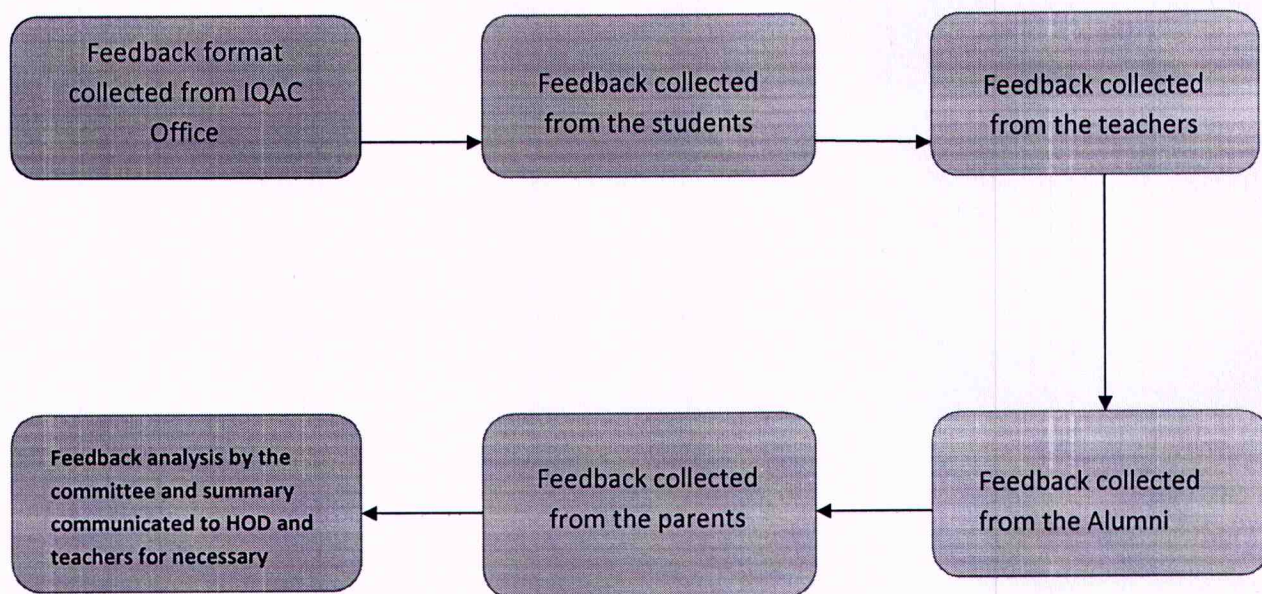 Feedback format
collected from IQAC
Office
Feedback collected
from the students
Feedback collected
from the teachers
Feedback collected
from the Alumni
Feedback collected
from the parents
Feedback analysis by the
committee and summary
communicated to HOD and
teachers for necessary